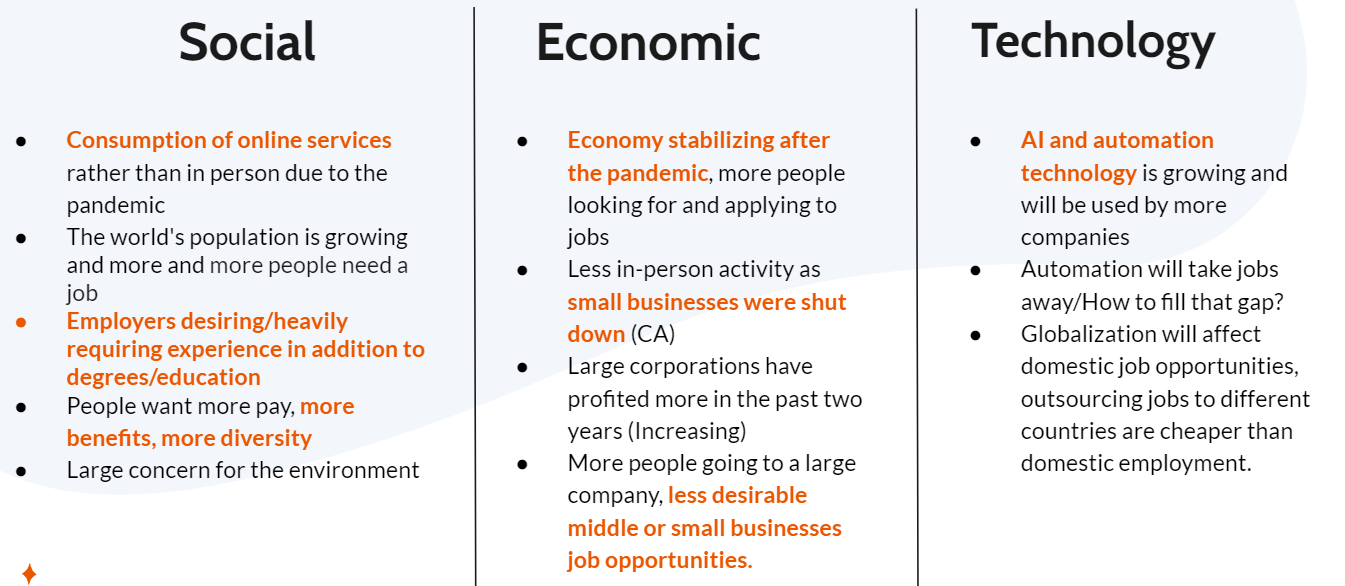 Social
Consumption of online services
rather than in person due to the
pandemic
The world's population is growing
and more and more people need a
job
Employers desiring/heavily
requiring experience in addition to
degrees/education
People want more pay, more
benefits, more diversity
Large concern for the environment
Economic
Economy stabilizing after
the pandemic, more people
looking for and applying to
jobs
Less in-person activity as
small businesses were shut
down (CA)
Large corporations have
profited more in the past two
years (Increasing)
More people going to a large
company, less desirable
middle or small businesses
job opportunities.
Technology
AI and automation
technology is growing and
will be used by more
companies
Automation will take jobs
away/How to fill that gap?
Globalization will affect
domestic job opportunities,
outsourcing jobs to different
countries are cheaper than
domestic employment.